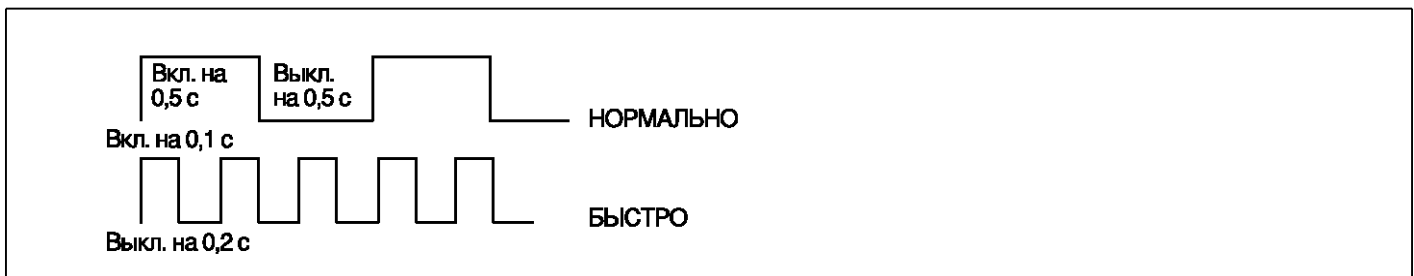 Вкл. на
0,5 с
Выкл.
на 0,5 с
НОРМАЛЬНО
Вкл. на 0,1 с
БЫСТРО
Выкл. на 0,2 с